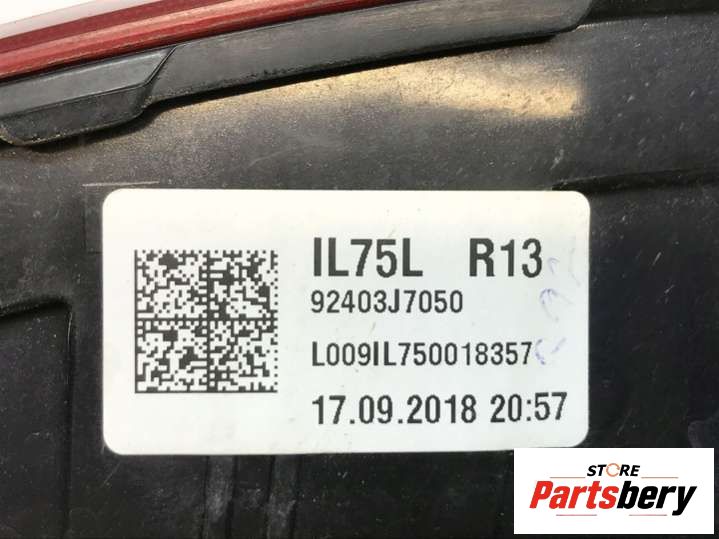 IL75L R13
92403J7050
L009IL750018357
17.09.2018 20:57
STORE
Partsbery